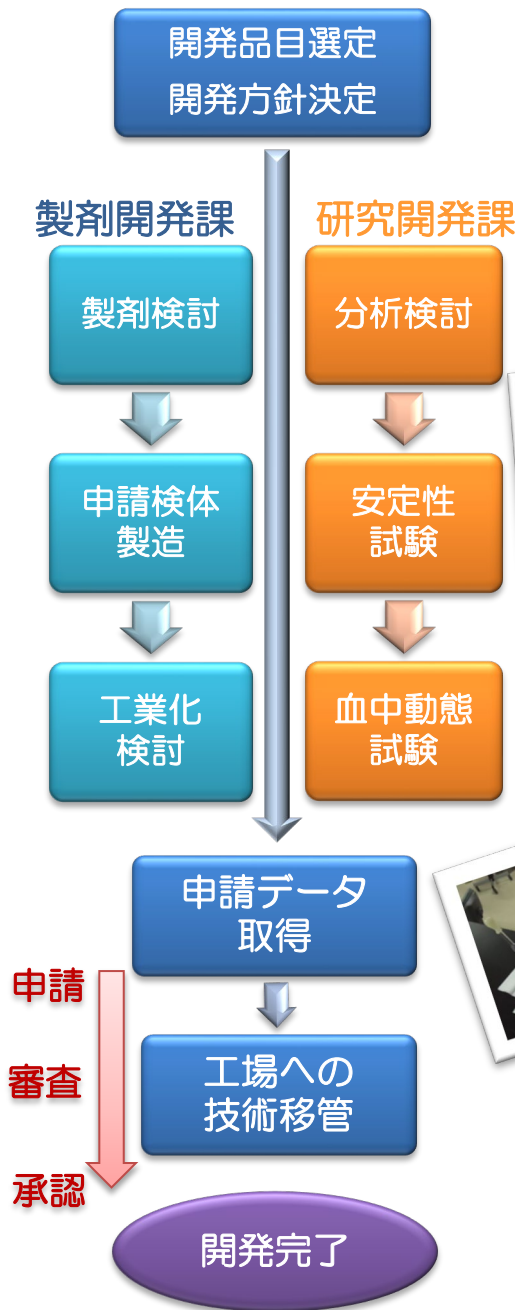 開発品目選定
開発方針決定
製剤開発課
製剤検討
申請検体
製造
工業化
検討
研究開発課
分析検討
安定性
試験
血中動態
試験
申請データ
取得
申請
審査
承認
工場への
技術移管
開発完了